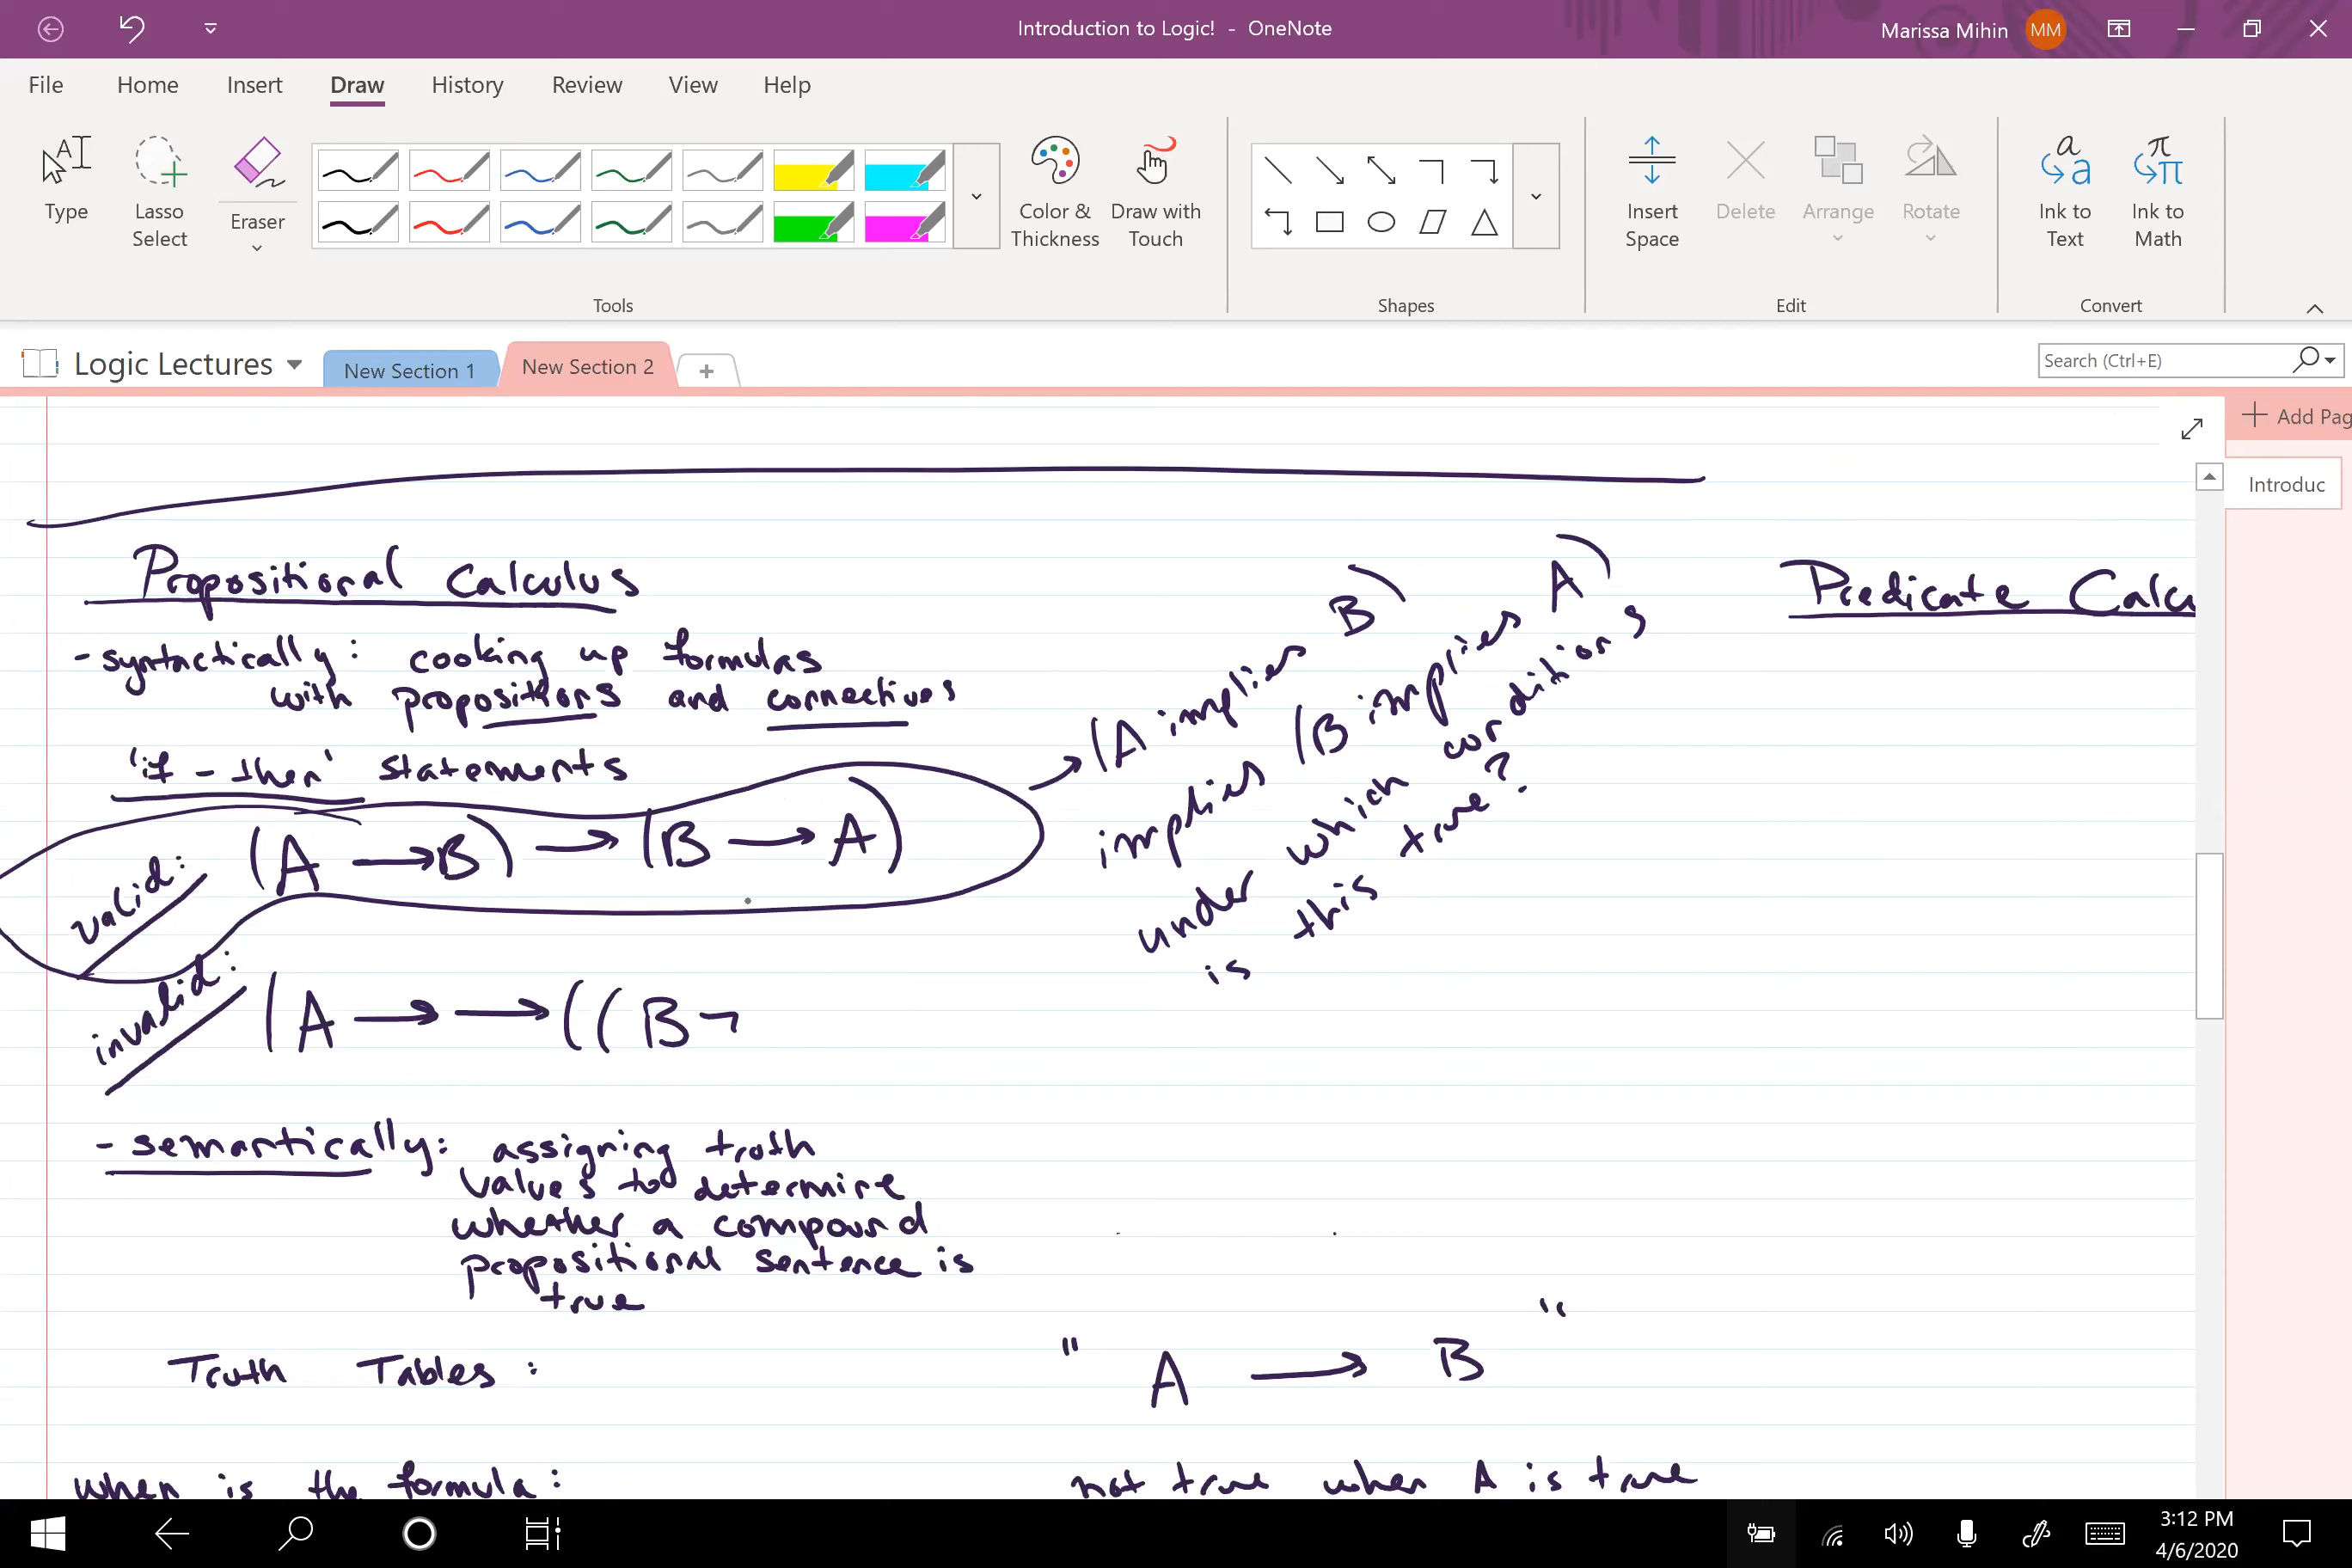 Introduction to Logic! - OneNote
Marissa Mihin MM
File Home Insert Draw History Review View Help
Type
Lasso Select
Eraser
Color & Thickness
Draw with Touch
Insert Space
Delete
Arrange
Rotate
Ink to Text
Ink to Math
Tools
Shapes
Edit
Convert
Logic Lectures
New Section 1
New Section 2
Search (Ctrl+E)
Add Pag
Introduc
Propositional Calculus
- syntactically: cooking up formulas
with propositions and connectives
'if - then' statements
valid: (A → B) → (B → A)
invalid: (A → → ((B ¬
(A implies B)
implies (B implies A)
under which conditions
is this true?
Predicate Calcu
- semantically: assigning truth
values to determine
whether a compound
propositional sentence is
true
Truth Tables:
" A → B "
when is the formula:
not true when A is true
3:12 PM
4/6/2020